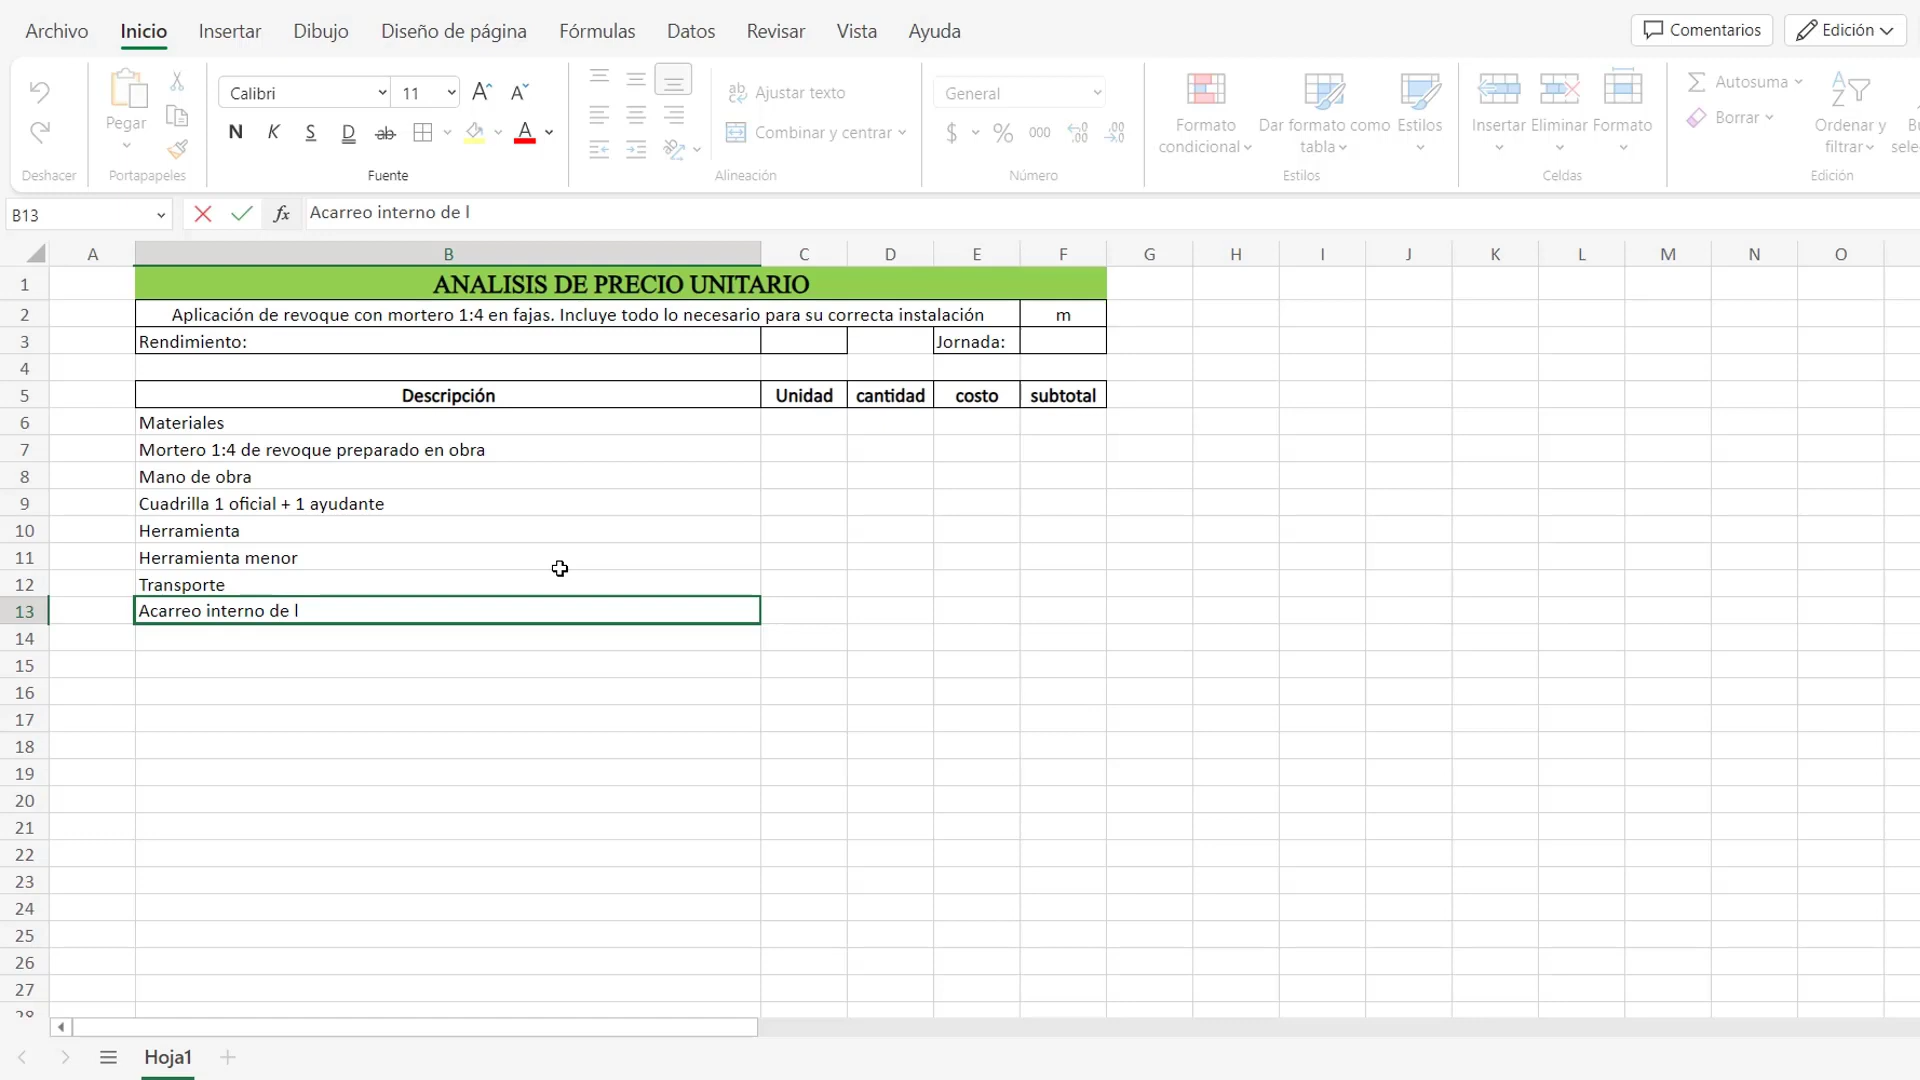 Archivo Inicio Insertar Dibujo Diseño de página Fórmulas Datos Revisar Vista Ayuda Comentarios Edición
Pegar Calibri 11 Ajustar texto General Autosuma
N K S D ab Combinar y centrar $ % 000 Formato condicional Dar formato como tabla Estilos Insertar Eliminar Formato Borrar Ordenar y filtrar
Deshacer Portapapeles Fuente Alineación Número Estilos Celdas Edición
B13 fx Acarreo interno de l
A B C D E F G H I J K L M N O
1 ANALISIS DE PRECIO UNITARIO
2 Aplicación de revoque con mortero 1:4 en fajas. Incluye todo lo necesario para su correcta instalación m
3 Rendimiento: Jornada:
4
5 Descripción Unidad cantidad costo subtotal
6 Materiales
7 Mortero 1:4 de revoque preparado en obra
8 Mano de obra
9 Cuadrilla 1 oficial + 1 ayudante
10 Herramienta
11 Herramienta menor
12 Transporte
13 Acarreo interno de l
14
15
16
17
18
19
20
21
22
23
24
25
26
27
28
Hoja1